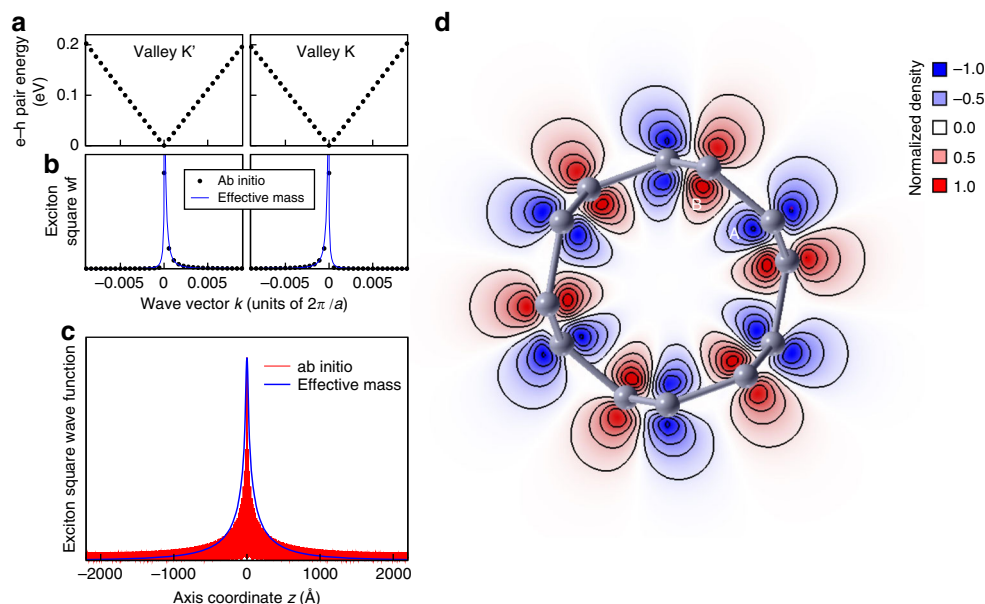 a
e–h pair energy
(eV)
0.2
0.1
0
Valley K'
Valley K
b
Exciton
square wf
Ab initio
Effective mass
−0.005
0
0.005
−0.005
0
0.005
Wave vector k (units of 2π /a)
c
Exciton square wave function
ab initio
Effective mass
−2000
−1000
0
1000
2000
Axis coordinate z (Å)
d
B
A
Normalized density
−1.0
−0.5
0.0
0.5
1.0